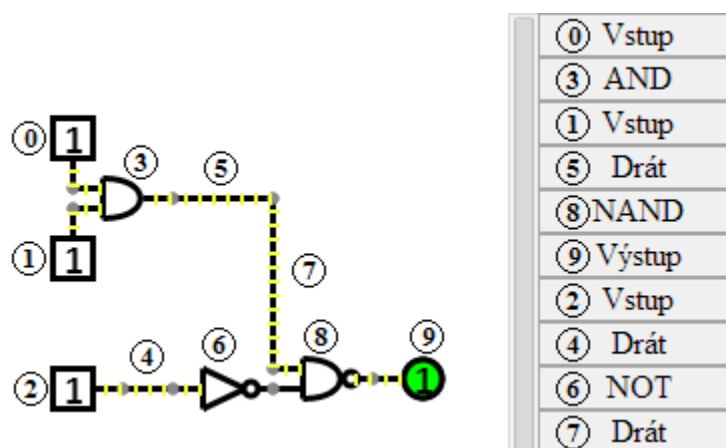 0 1
3
5
1 1
7
2 1
4
6
8
9
1
0 Vstup
3 AND
1 Vstup
5 Drát
8 NAND
9 Výstup
2 Vstup
4 Drát
6 NOT
7 Drát